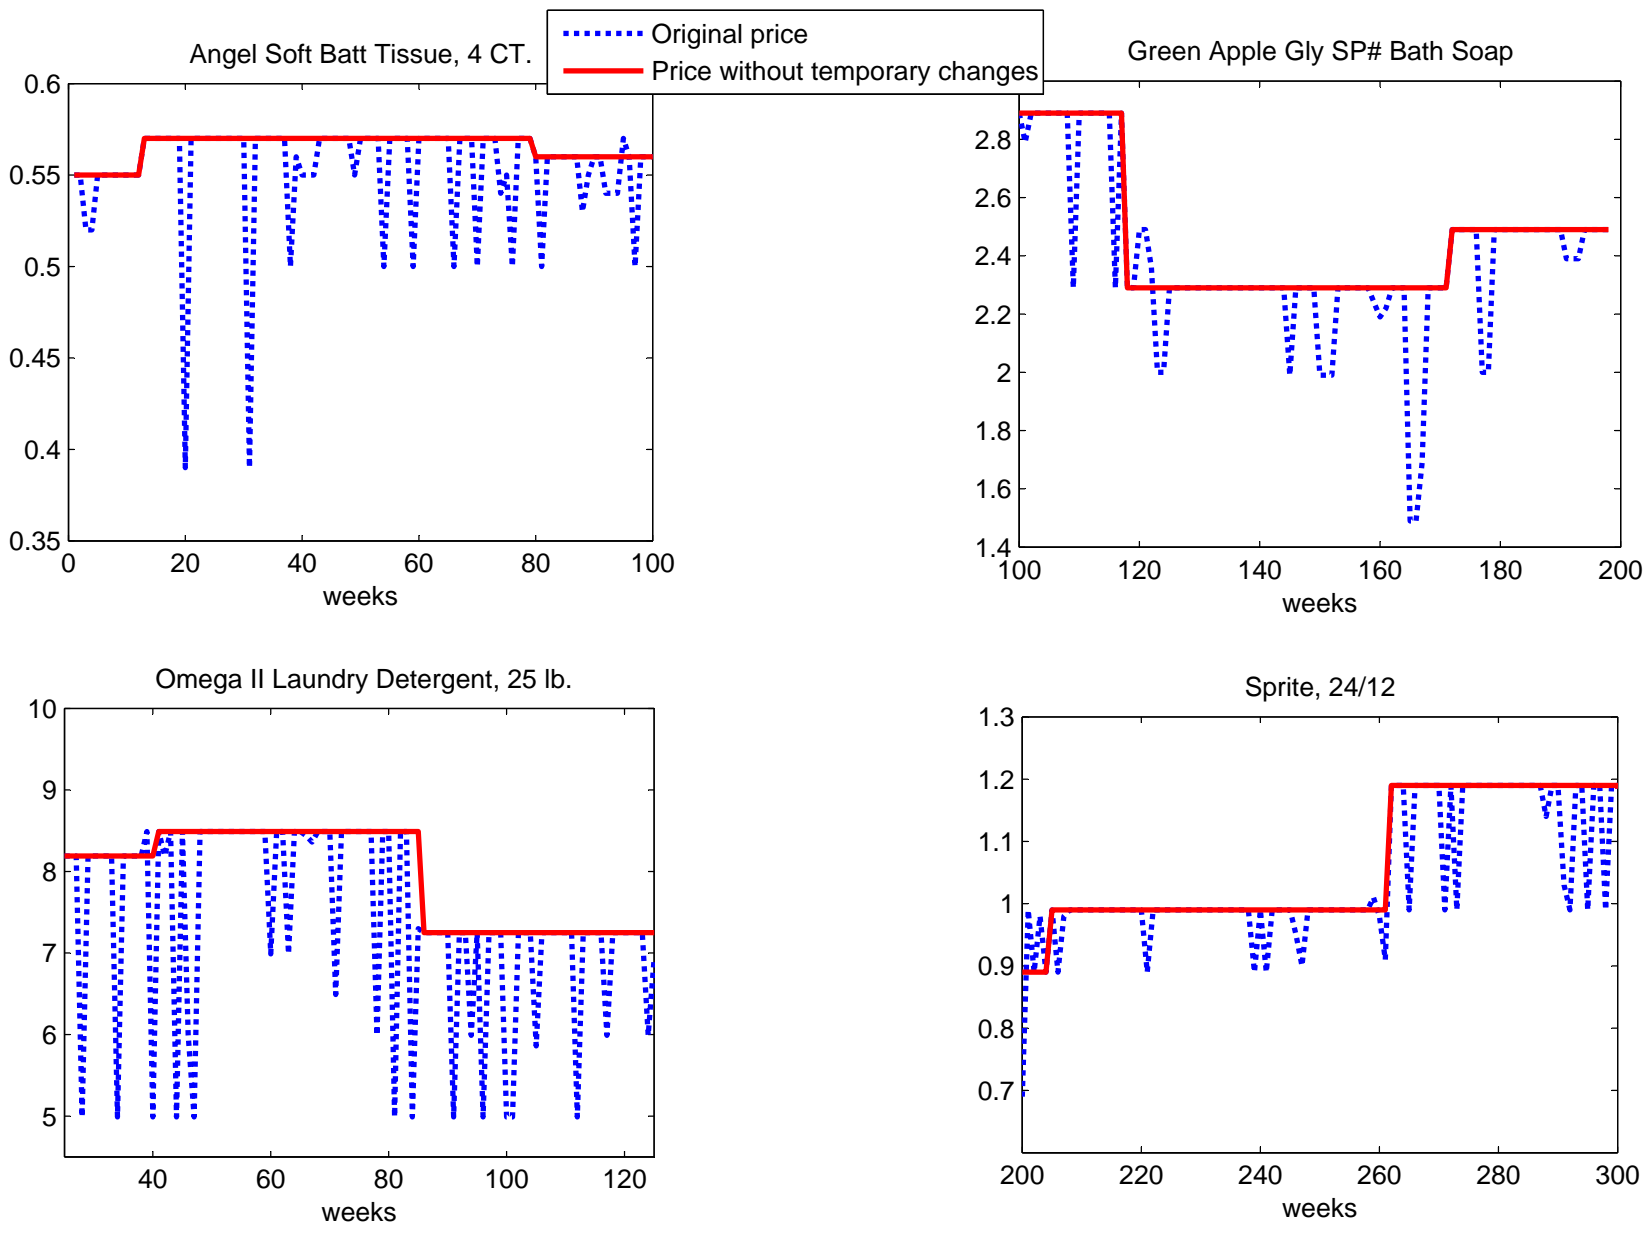 Original price
Price without temporary changes
Angel Soft Batt Tissue, 4 CT.
0.6
0.55
0.5
0.45
0.4
0.35
0 20 40 60 80 100
weeks
Green Apple Gly SP# Bath Soap
2.8
2.6
2.4
2.2
2
1.8
1.6
1.4
100 120 140 160 180 200
weeks
Omega II Laundry Detergent, 25 lb.
10
9
8
7
6
5
40 60 80 100 120
weeks
Sprite, 24/12
1.3
1.2
1.1
1
0.9
0.8
0.7
200 220 240 260 280 300
weeks